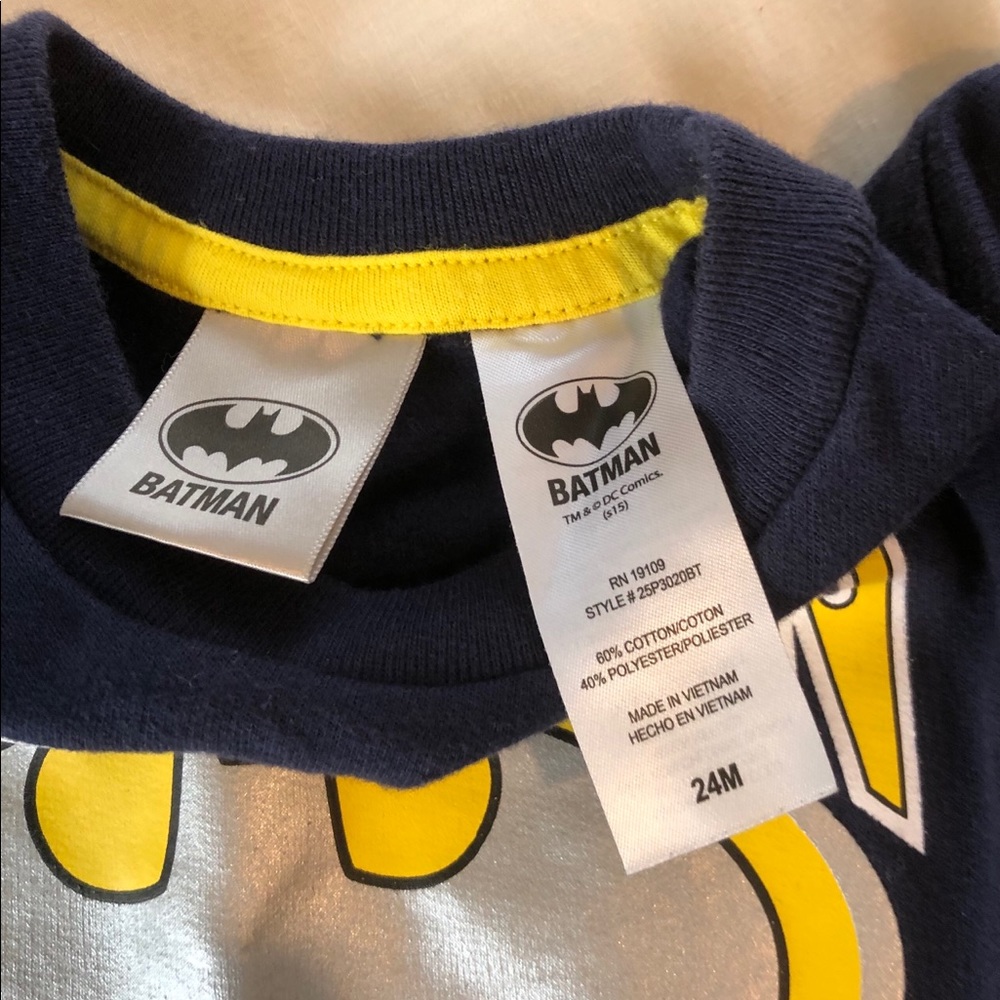 BATMAN
BATMAN
TM & © DC Comics.
(s15)
RN 19109
STYLE # 25P3020BT
60% COTTON/COTON
40% POLYESTER/POLIESTER
MADE IN VIETNAM
HECHO EN VIETNAM
24M